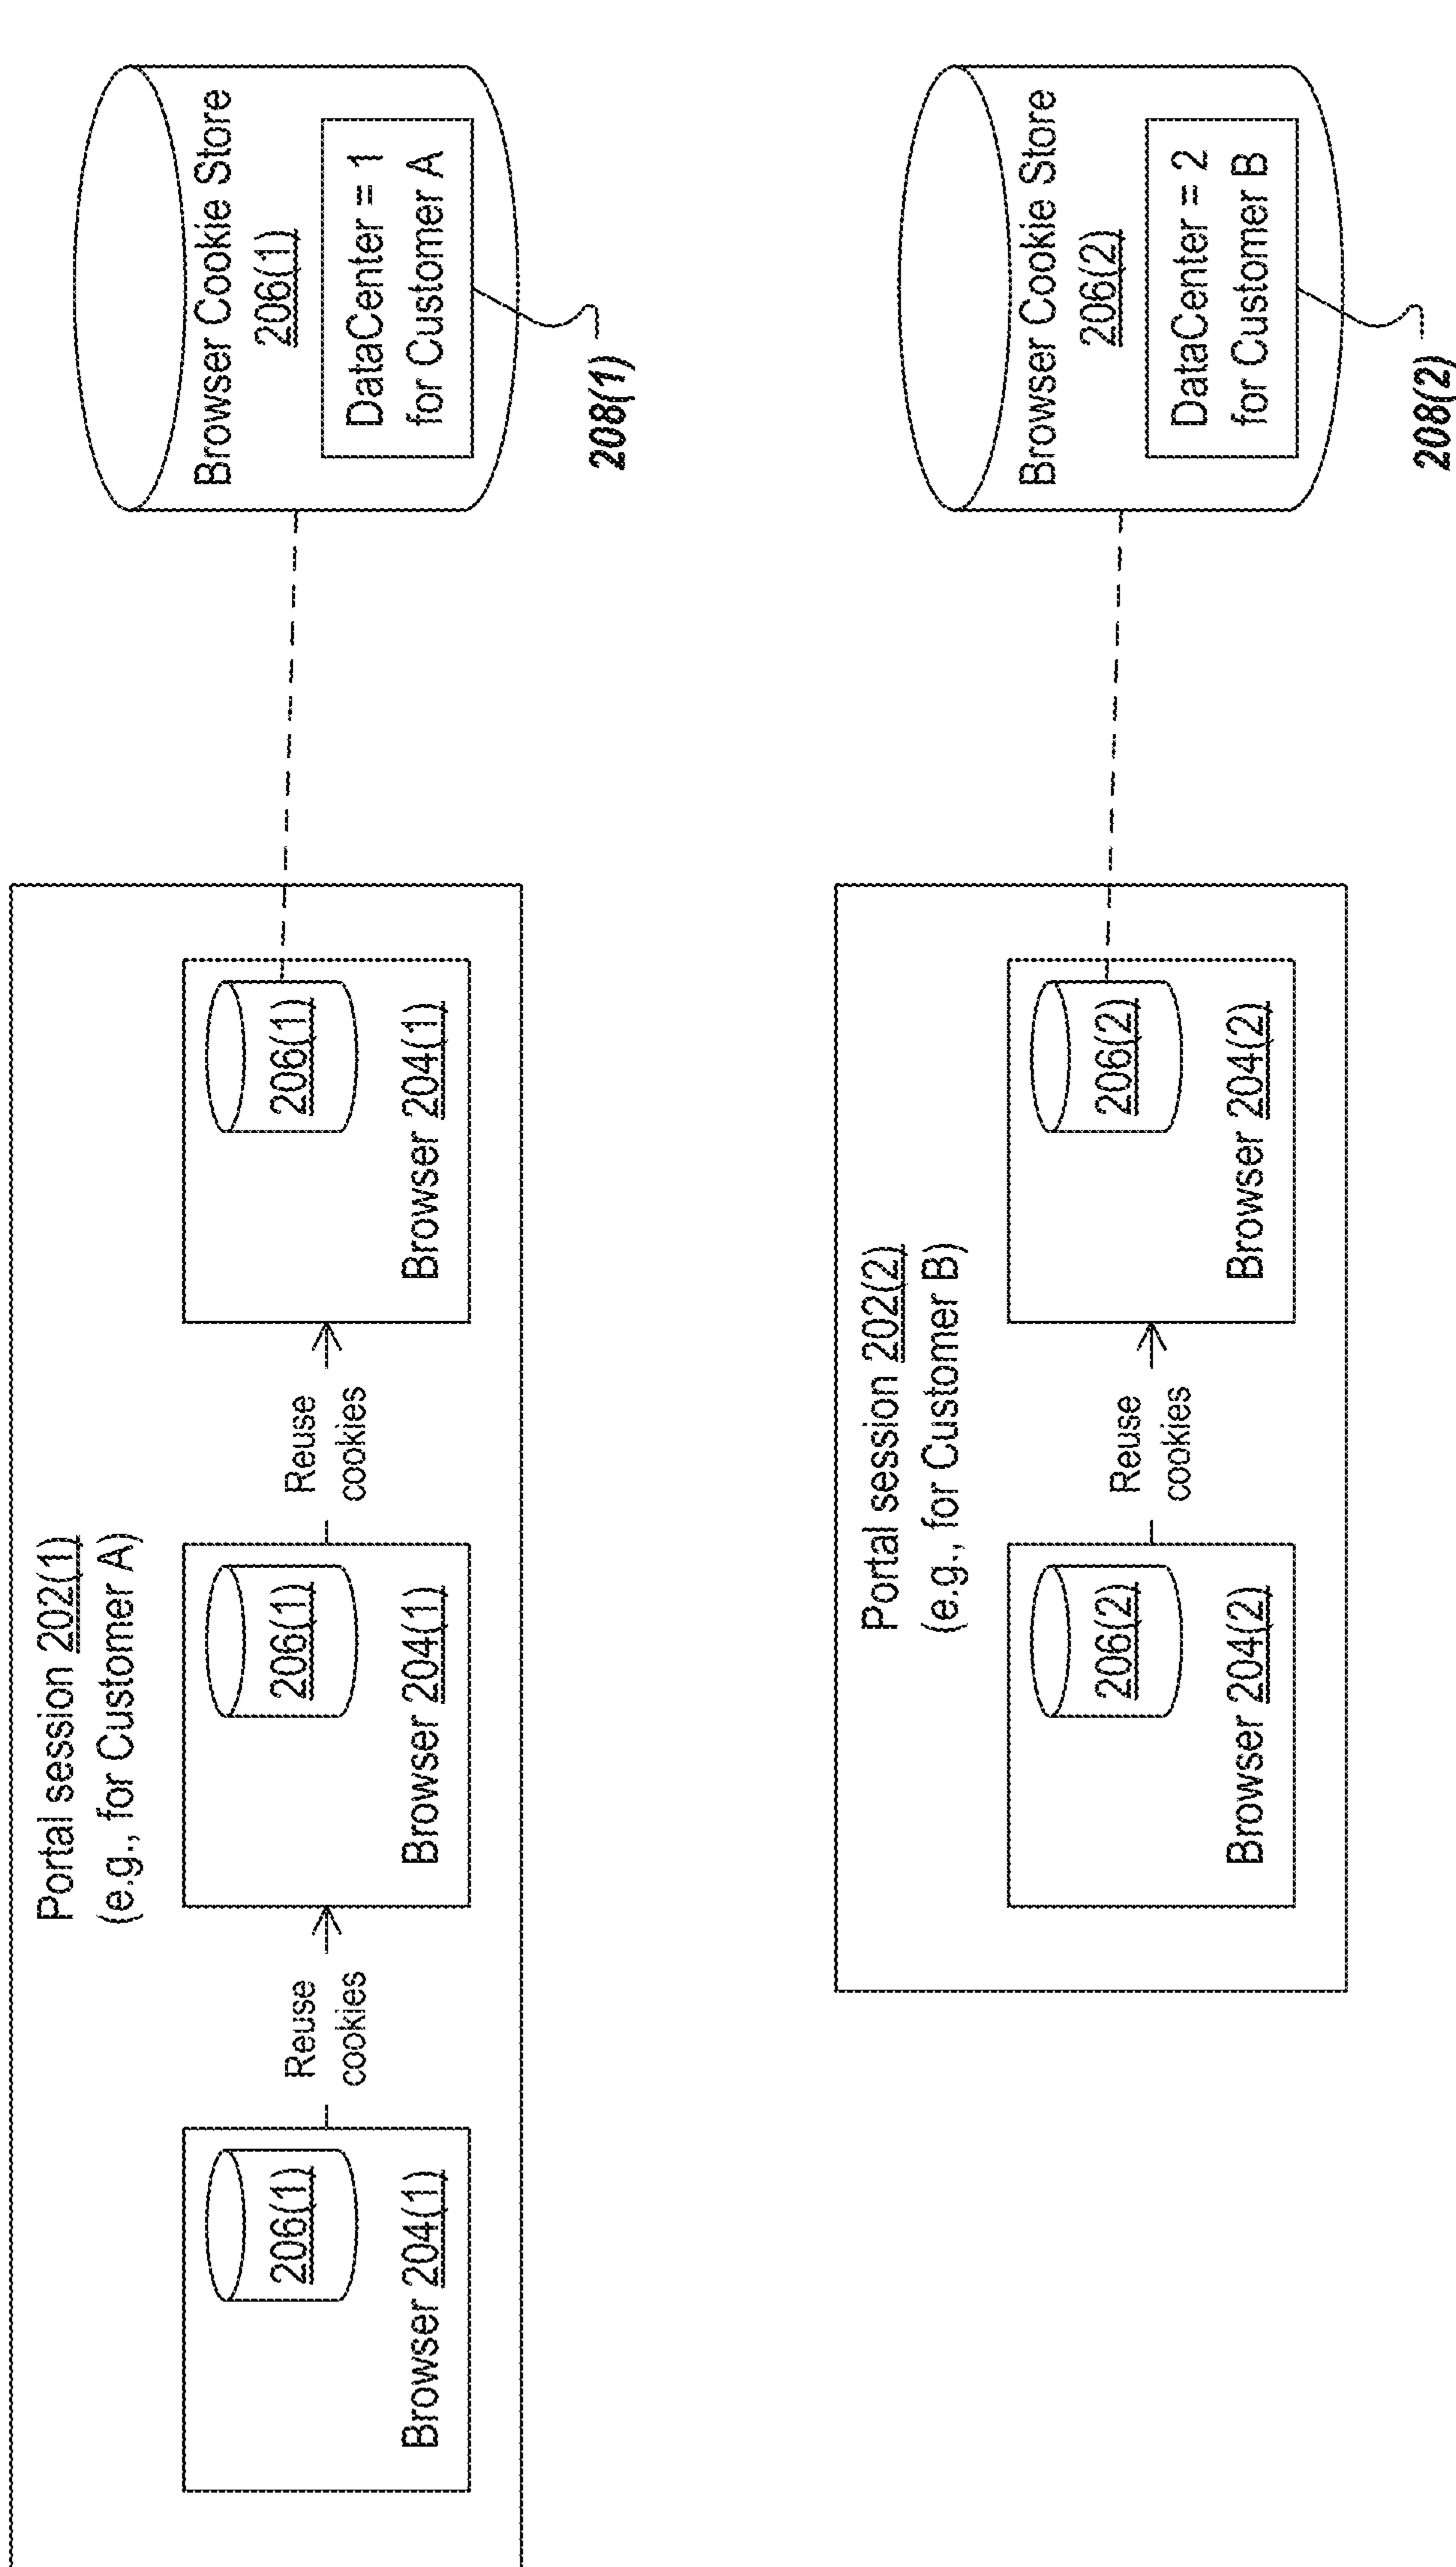 Portal session 202(1)
(e.g., for Customer A)
206(1)
Browser 204(1)
Reuse
cookies
206(1)
Browser 204(1)
Reuse
cookies
206(1)
Browser 204(1)
Browser Cookie Store
206(1)
DataCenter = 1
for Customer A
208(1)
Portal session 202(2)
(e.g., for Customer B)
206(2)
Browser 204(2)
Reuse
cookies
206(2)
Browser 204(2)
Browser Cookie Store
206(2)
DataCenter = 2
for Customer B
208(2)